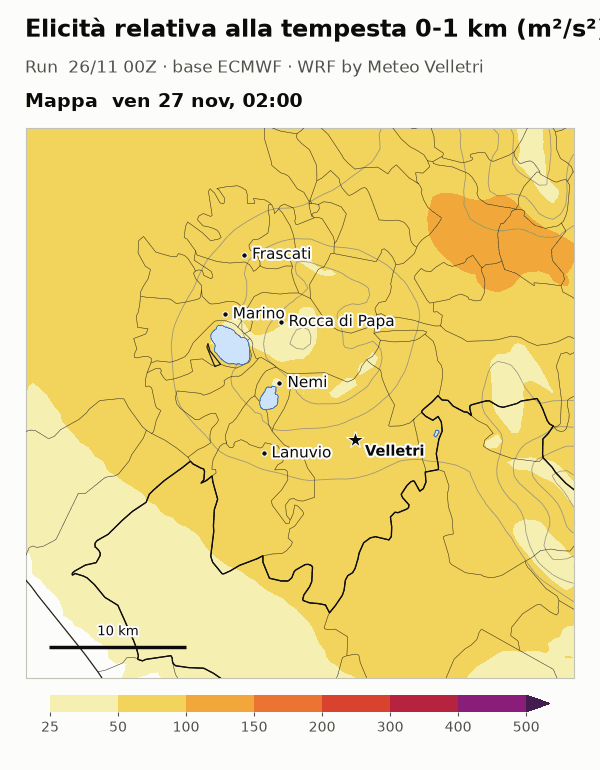 Elicità relativa alla tempesta 0-1 km (m²/s²)
Run  26/11 00Z · base ECMWF · WRF by Meteo Velletri
Mappa  ven 27 nov, 02:00
Frascati
Marino
Rocca di Papa
Nemi
Velletri
Lanuvio
10 km
25 50 100 150 200 300 400 500